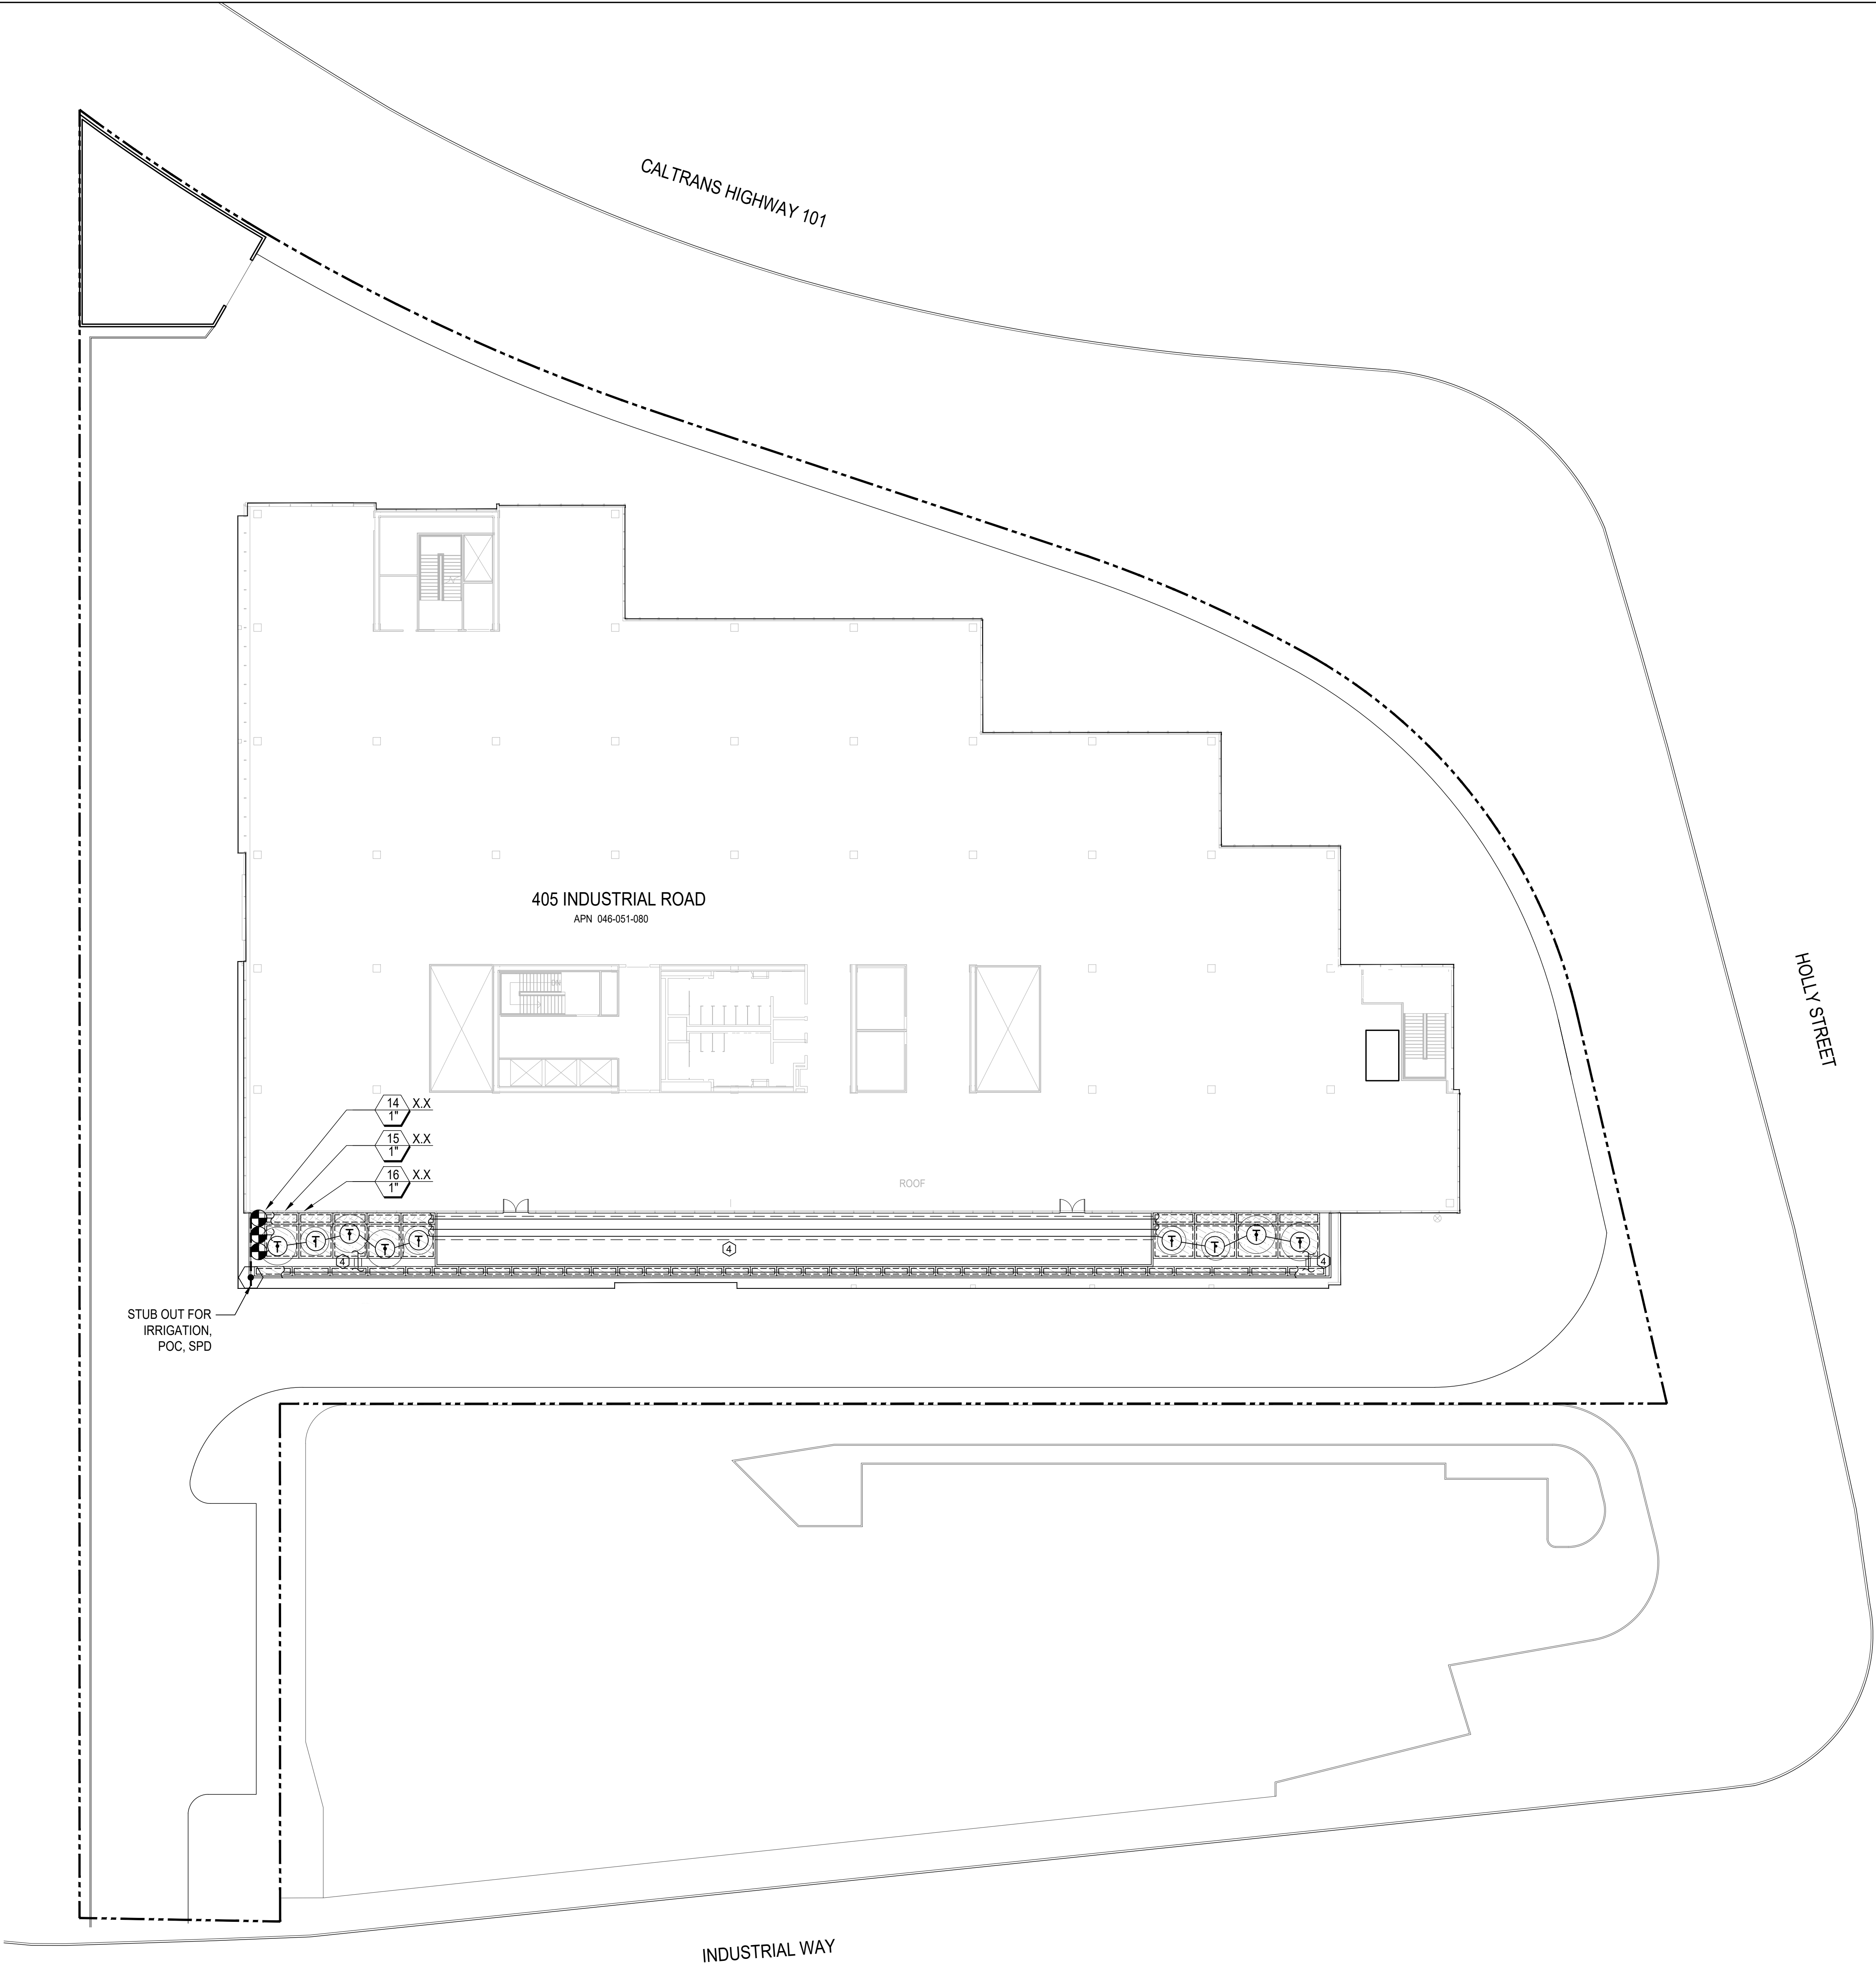 CALTRANS HIGHWAY 101
405 INDUSTRIAL ROAD
APN 046-051-080
HOLLY STREET
DN
14 X.X
1"
15 X.X
1"
16 X.X
1"
ROOF
T T T T T
T T T T
4
4
4
STUB OUT FOR
IRRIGATION,
POC, SPD
INDUSTRIAL WAY